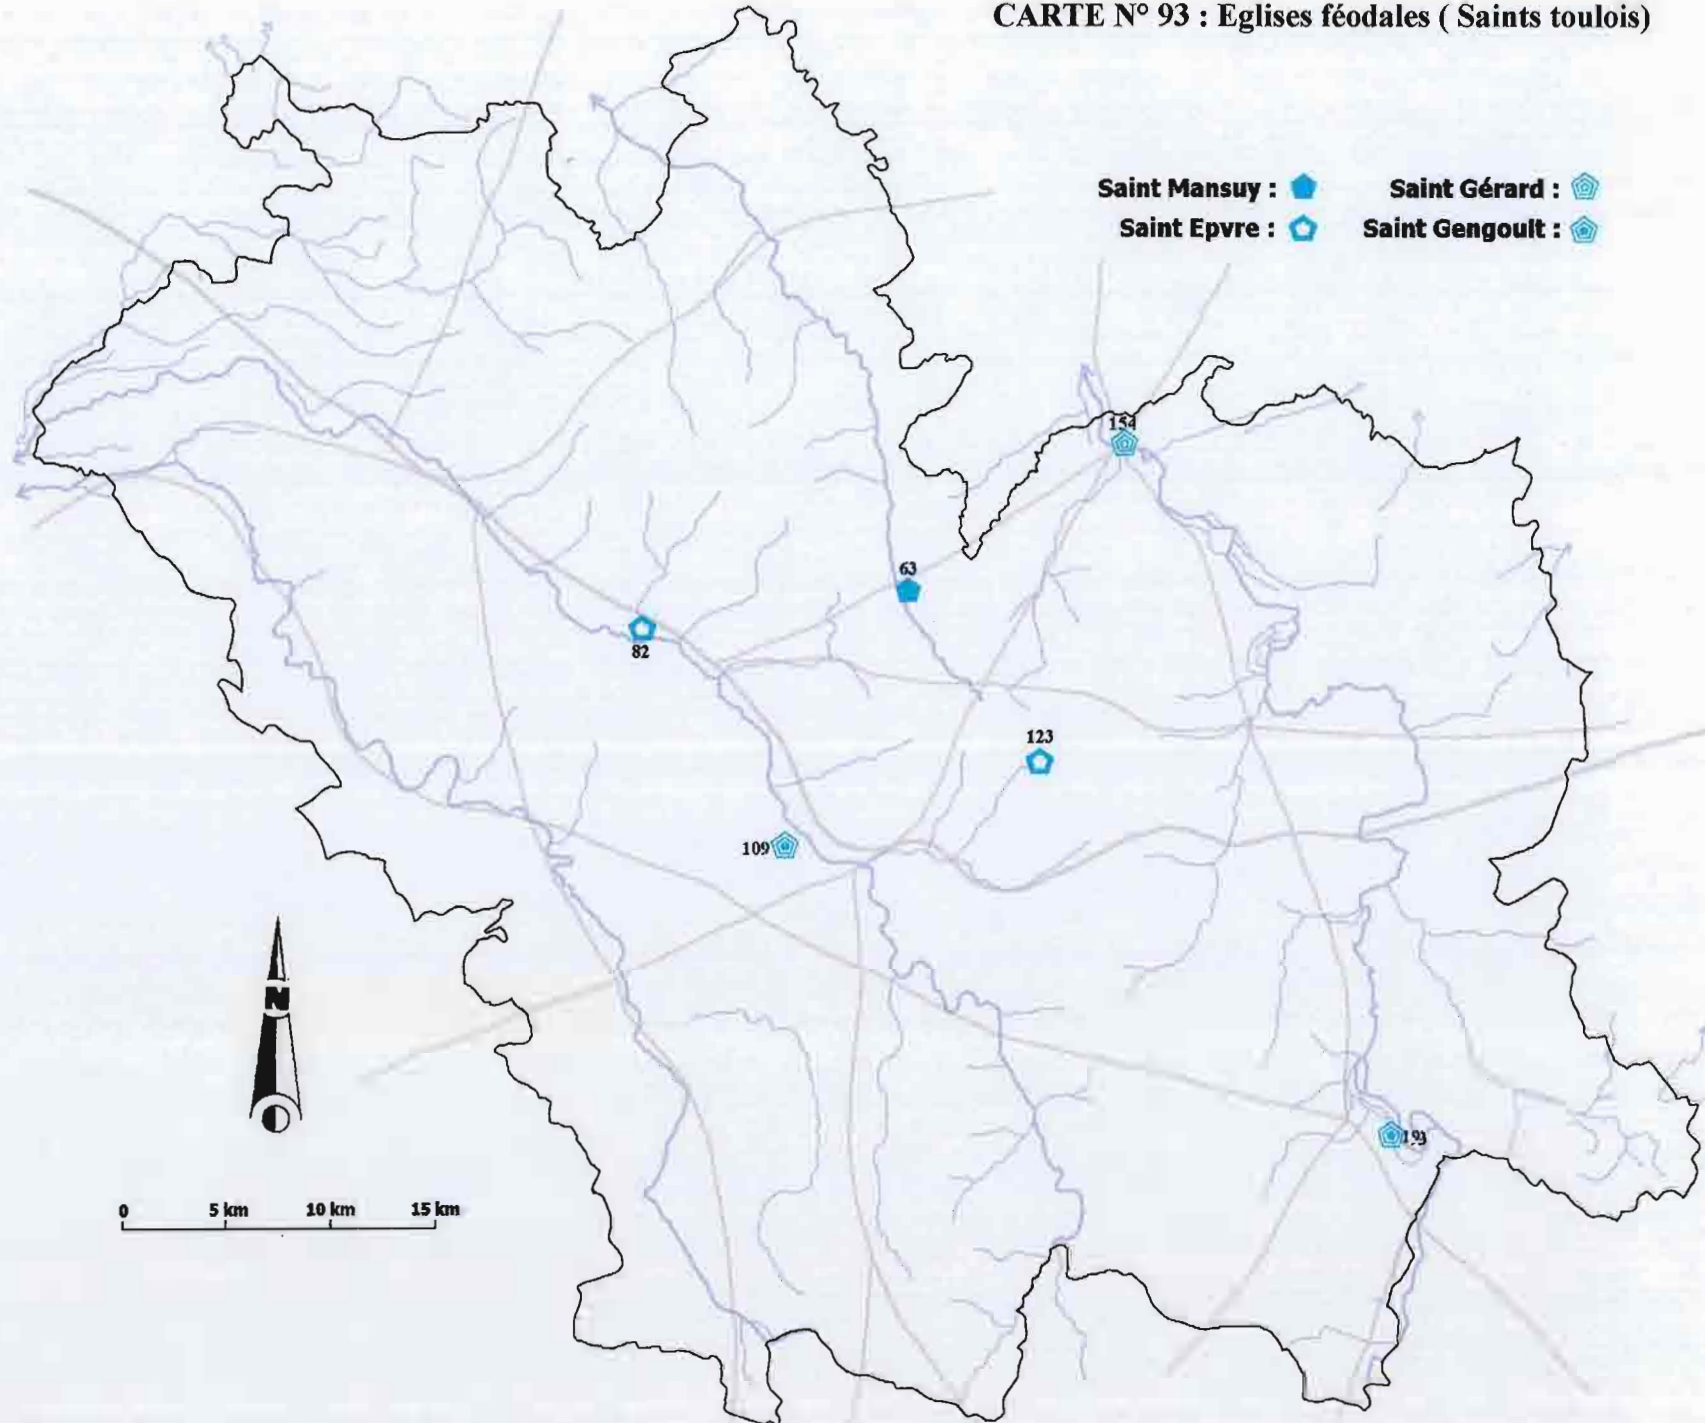 CARTE N° 93 : Eglises féodales ( Saints toulois)
Saint Mansuy :
Saint Gérard :
Saint Epvre :
Saint Gengoult :
154
63
82
123
109
193
N
0 5 km 10 km 15 km